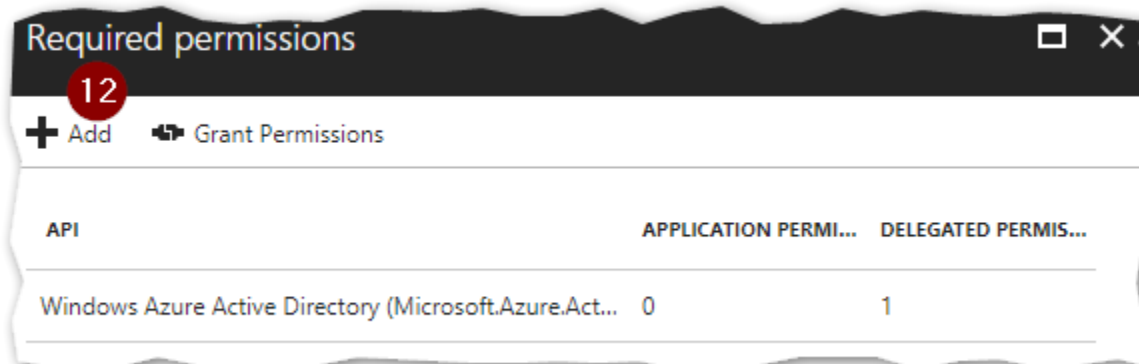 Required permissions
12
Add Grant Permissions
API APPLICATION PERMI... DELEGATED PERMIS...
Windows Azure Active Directory (Microsoft.Azure.Act... 0 1